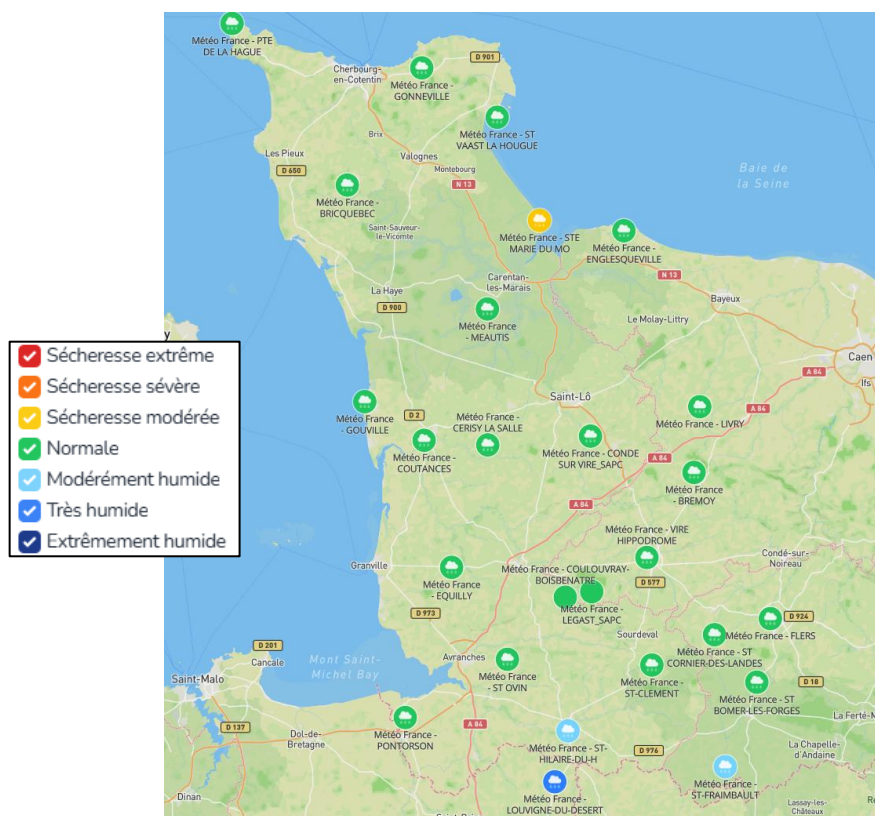 Météo France - PTE
DE LA HAGUE
Cherbourg-
en-Cotentin
D 901
Météo France -
GONNEVILLE
Brix
Météo France - ST
VAAST LA HOUGUE
Les Pieux
Valognes
Montebourg
D 650
N 13
Baie de
la Seine
Météo France -
BRICQUEBEC
Saint-Sauveur-
le-Vicomte
Météo France - STE
MARIE DU MO
Météo France -
ENGLESQUEVILLE
N 13
Carentan-
les-Marais
La Haye
D 900
Bayeux
Météo France
- MEAUTIS
Le Molay-Littry
y
Caen
Ifs
Sécheresse extrême
Sécheresse sévère
Sécheresse modérée
Normale
Modérément humide
Très humide
Extrêmement humide
Saint-Lô
A 84
A 84
Météo France
- GOUVILLE
D 2
Météo France -
CERISY LA SALLE
Météo France - LIVRY
Météo France -
COUTANCES
Météo France - CONDE
SUR VIRE_SAPC
A 84
Météo France
- BREMOY
A 84
Météo France - VIRE
HIPPODROME
Condé-sur-
Noireau
Granville
Météo France - COULOUVRAY-
BOISBENATRE
D 577
Météo France
- EQUILLY
D 973
Météo France -
LEGAST_SAPC
D 924
Sourdeval
Météo France - FLERS
Météo France - ST
CORNIER-DES-LANDES
D 201
Cancale
Mont Saint-
Michel Bay
Avranches
Météo France
- ST OVIN
Météo France -
ST-CLEMENT
D 18
Saint-Malo
Météo France - ST
BOMER-LES-FORGES
La Ferté-M
D 137
Dol-de-
Bretagne
Météo France -
PONTORSON
A 84
Météo France - ST-
HILAIRE-DU-H
D 976
La Chapelle-
d'Andaine
Météo France -
ST-FRAIMBAULT
Dinan
Météo France -
LOUVIGNE-DU-DESERT
Lassay-les-
Châteaux